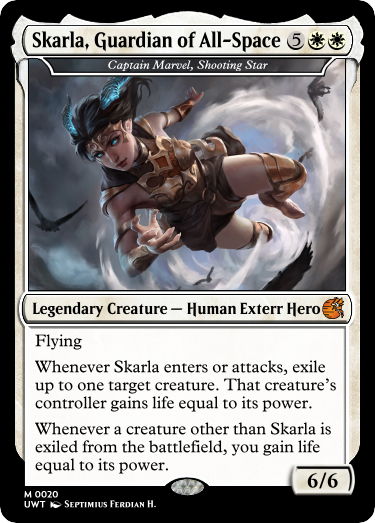 Skarla, Guardian of All-Space 5
Captain Marvel, Shooting Star
Legendary Creature — Human Exterr Hero
Flying
Whenever Skarla enters or attacks, exile
up to one target creature. That creature's
controller gains life equal to its power.
Whenever a creature other than Skarla is
exiled from the battlefield, you gain life
equal to its power.
6/6
M 0020
UWT Septimius Ferdian H.